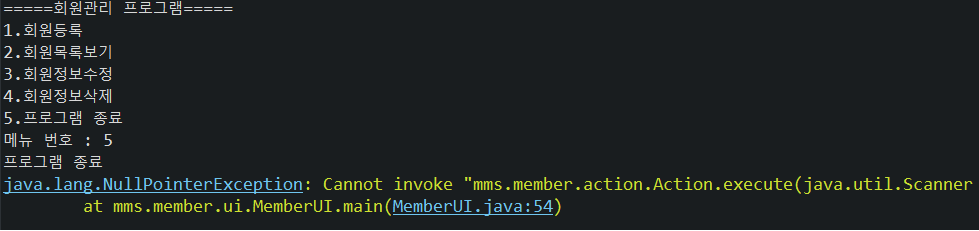 =====회원관리 프로그램=====
1.회원등록
2.회원목록보기
3.회원정보수정
4.회원정보삭제
5.프로그램 종료
메뉴 번호 : 5
프로그램 종료
java.lang.NullPointerException: Cannot invoke "mms.member.action.Action.execute(java.util.Scanner
at mms.member.ui.MemberUI.main(MemberUI.java:54)